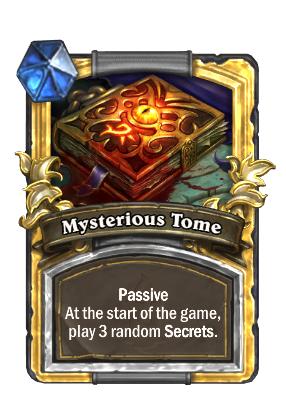 Mysterious Tome
Passive
At the start of the game,
play 3 random Secrets.